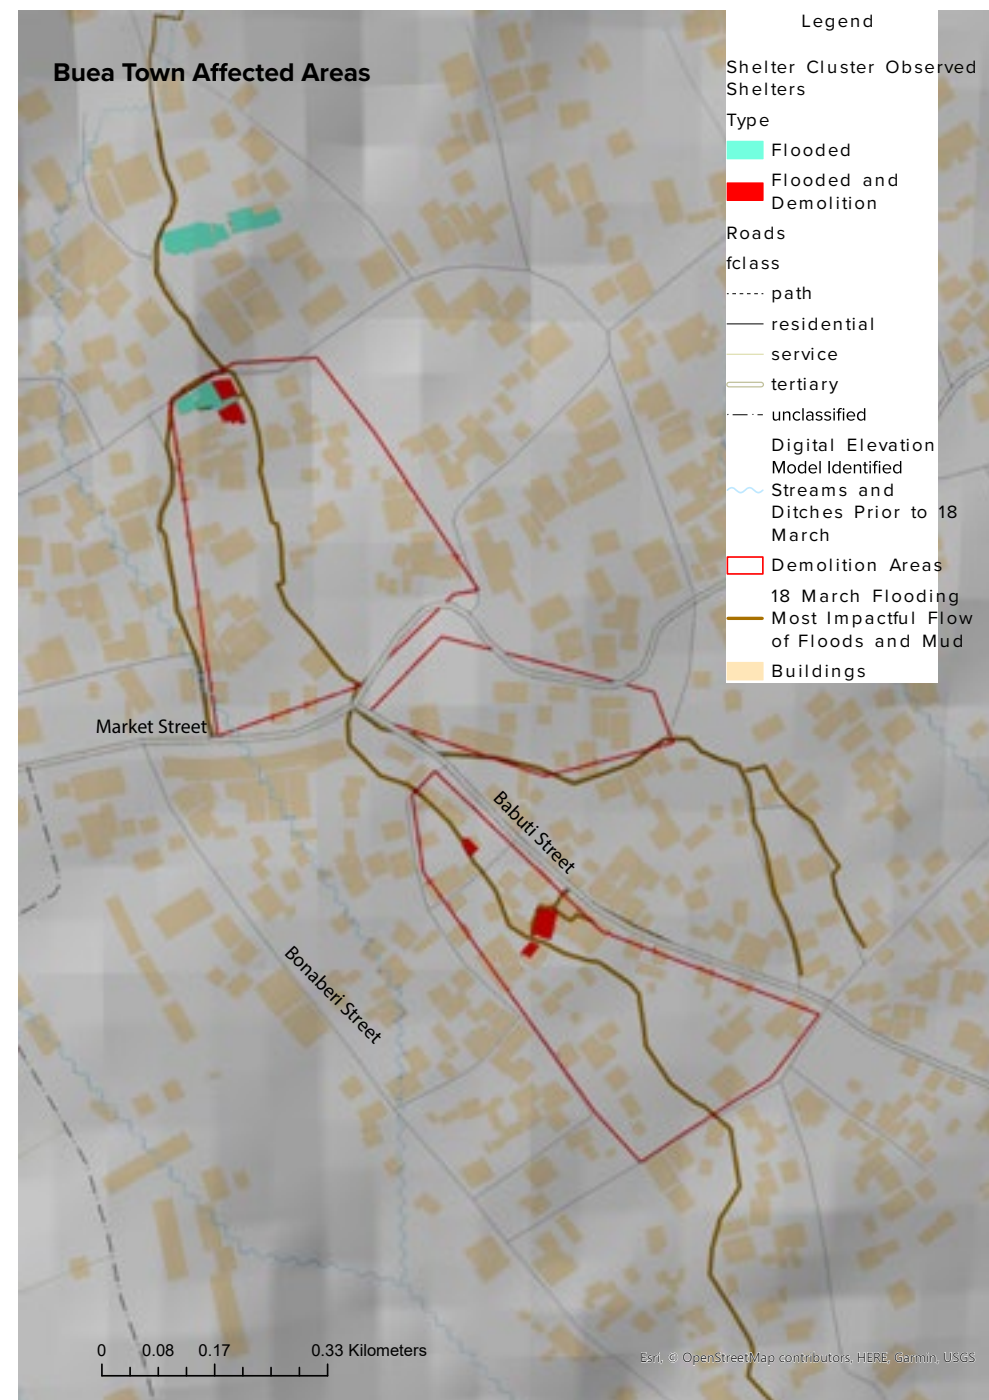 Buea Town Affected Areas
Legend
Shelter Cluster Observed
Shelters
Type
Flooded
Flooded and
Demolition
Roads
fclass
path
residential
service
tertiary
unclassified
Digital Elevation
Model Identified
Streams and
Ditches Prior to 18
March
Demolition Areas
18 March Flooding
Most Impactful Flow
of Floods and Mud
Buildings
Market Street
Babuti Street
Bonaberi Street
0 0.08 0.17 0.33 Kilometers
Esri, © OpenStreetMap contributors, HERE, Garmin, USGS